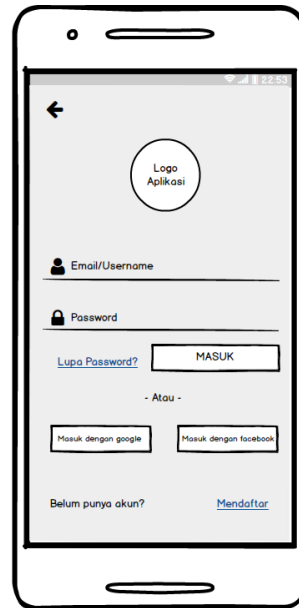 22:53
Logo
Aplikasi
Email/Username
Password
Lupa Password?
MASUK
- Atau -
Masuk dengan google
Masuk dengan facebook
Belum punya akun?
Mendaftar